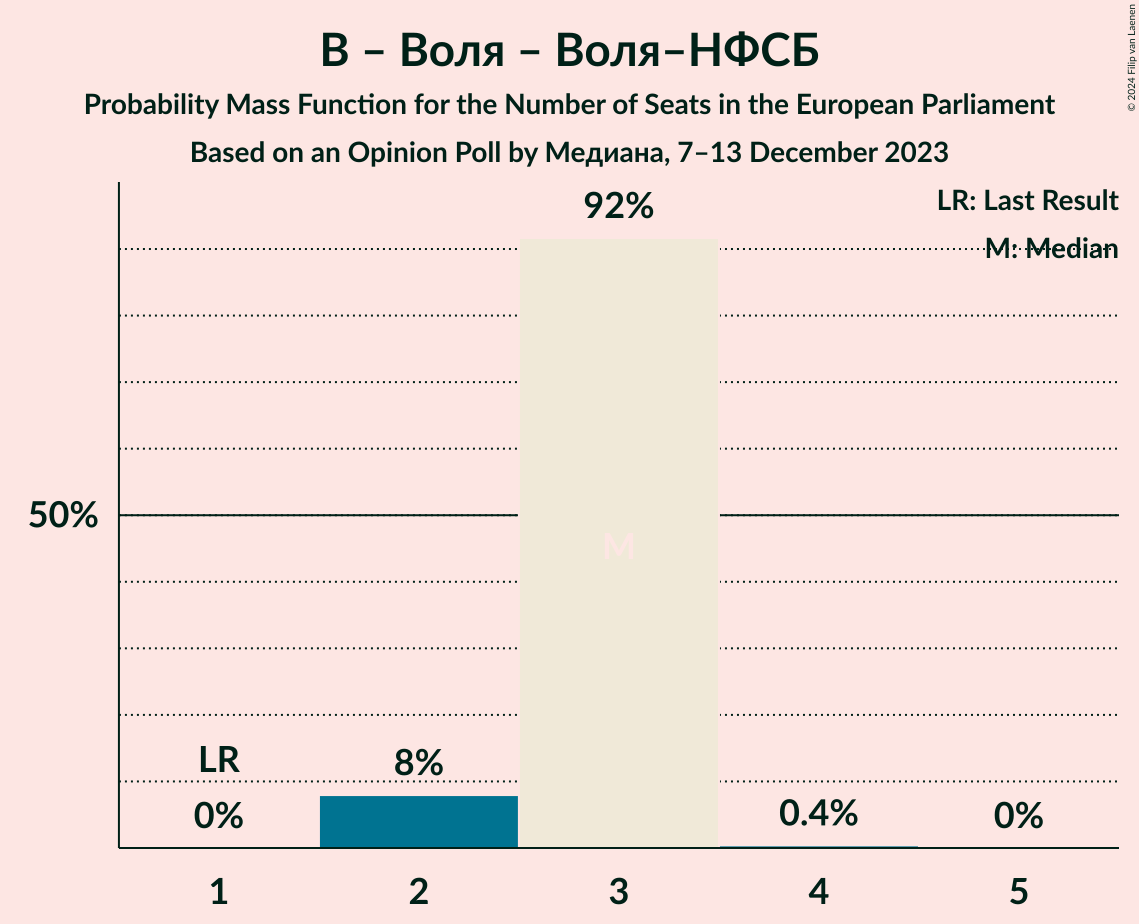 В – Воля – Воля–НФСБ
Probability Mass Function for the Number of Seats in the European Parliament
Based on an Opinion Poll by Медиана, 7–13 December 2023
© 2024 Filip van Laenen
LR: Last Result
M: Median
92%
50%
M
LR
8%
0%
0.4%
0%
1 2 3 4 5